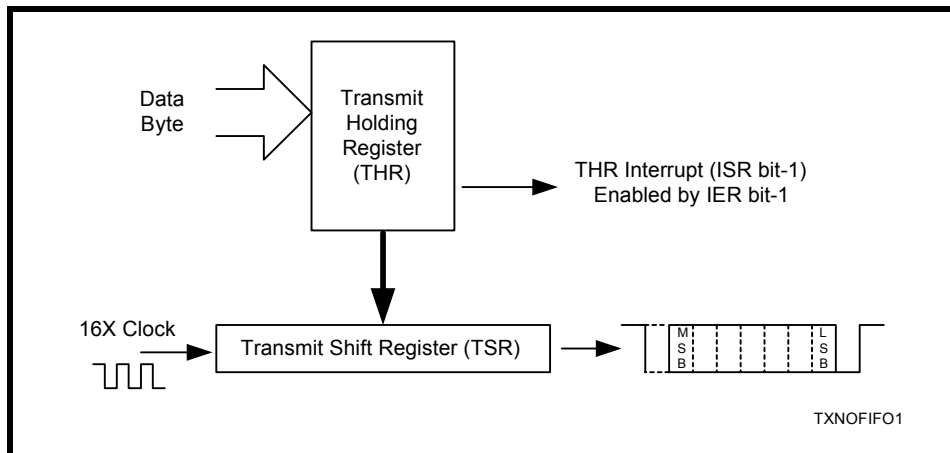 Data
Byte
Transmit
Holding
Register
(THR)
THR Interrupt (ISR bit-1)
Enabled by IER bit-1
16X Clock
Transmit Shift Register (TSR)
M
S
B
L
S
B
TXNOFIFO1